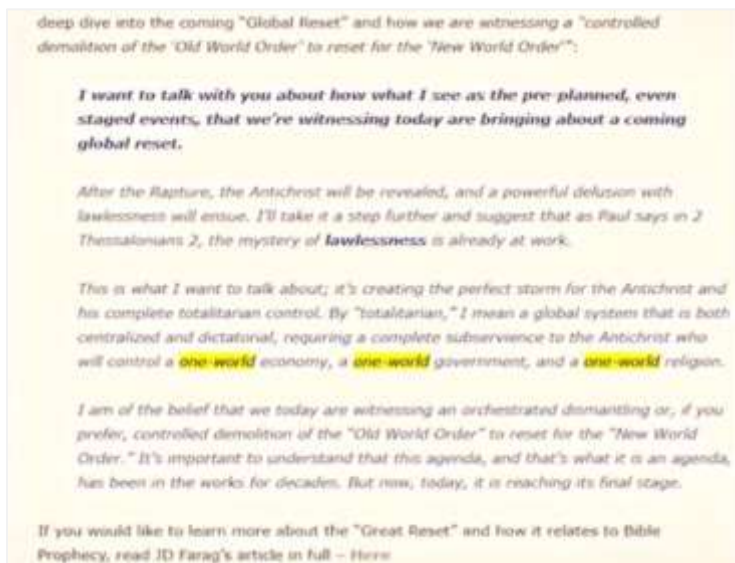 deep dive into the coming "Global Reset" and how we are witnessing a "controlled
demolition of the 'Old World Order' to reset for the 'New World Order'":
I want to talk with you about how what I see as the pre-planned, even
staged events, that we're witnessing today are bringing about a coming
global reset.
After the Rapture, the Antichrist will be revealed, and a powerful delusion with
lawlessness will ensue. I'll take it a step further and suggest that as Paul says in 2
Thessalonians 2, the mystery of lawlessness is already at work.
This is what I want to talk about; it's creating the perfect storm for the Antichrist and
his complete totalitarian control. By "totalitarian," I mean a global system that is both
centralized and dictatorial, requiring a complete subservience to the Antichrist who
will control a one-world economy, a one-world government, and a one-world religion.
I am of the belief that we today are witnessing an orchestrated dismantling or, if you
prefer, controlled demolition of the "Old World Order" to reset for the "New World
Order." It's important to understand that this agenda, and that's what it is an agenda,
has been in the works for decades. But now, today, it is reaching its final stage.
If you would like to learn more about the "Great Reset" and how it relates to Bible
Prophecy, read JD Farag's article in full – Here